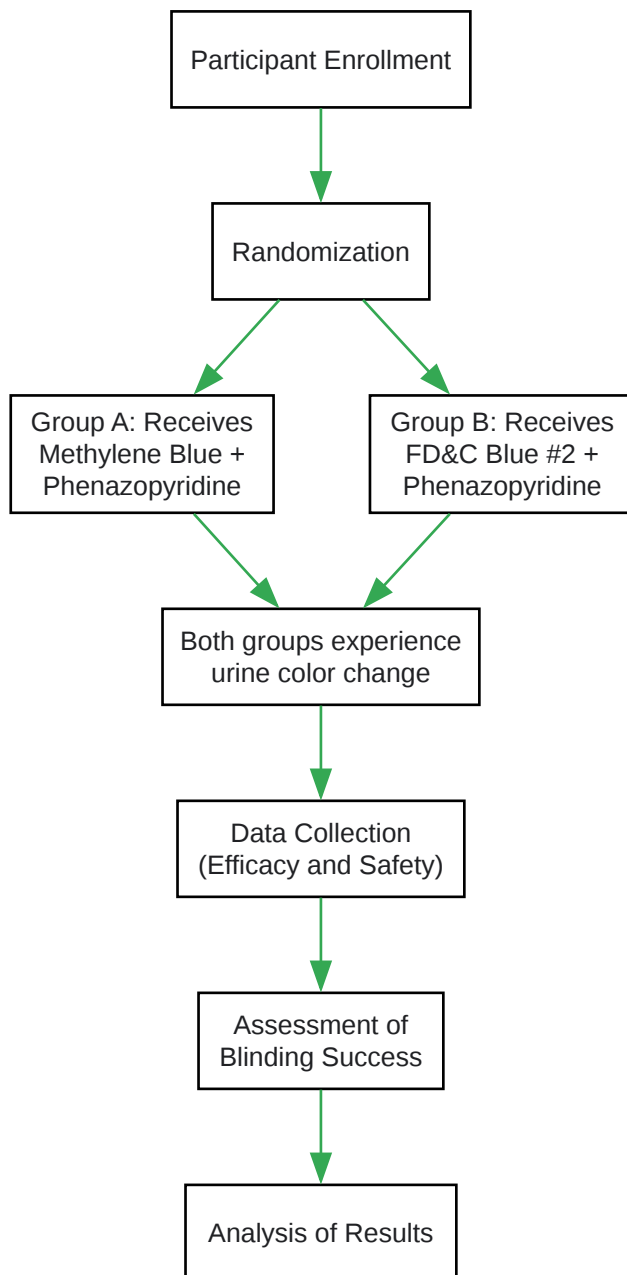 Participant Enrollment
Randomization
Group A: Receives
Methylene Blue +
Phenazopyridine
Group B: Receives
FD&C Blue #2 +
Phenazopyridine
Both groups experience
urine color change
Data Collection
(Efficacy and Safety)
Assessment of
Blinding Success
Analysis of Results